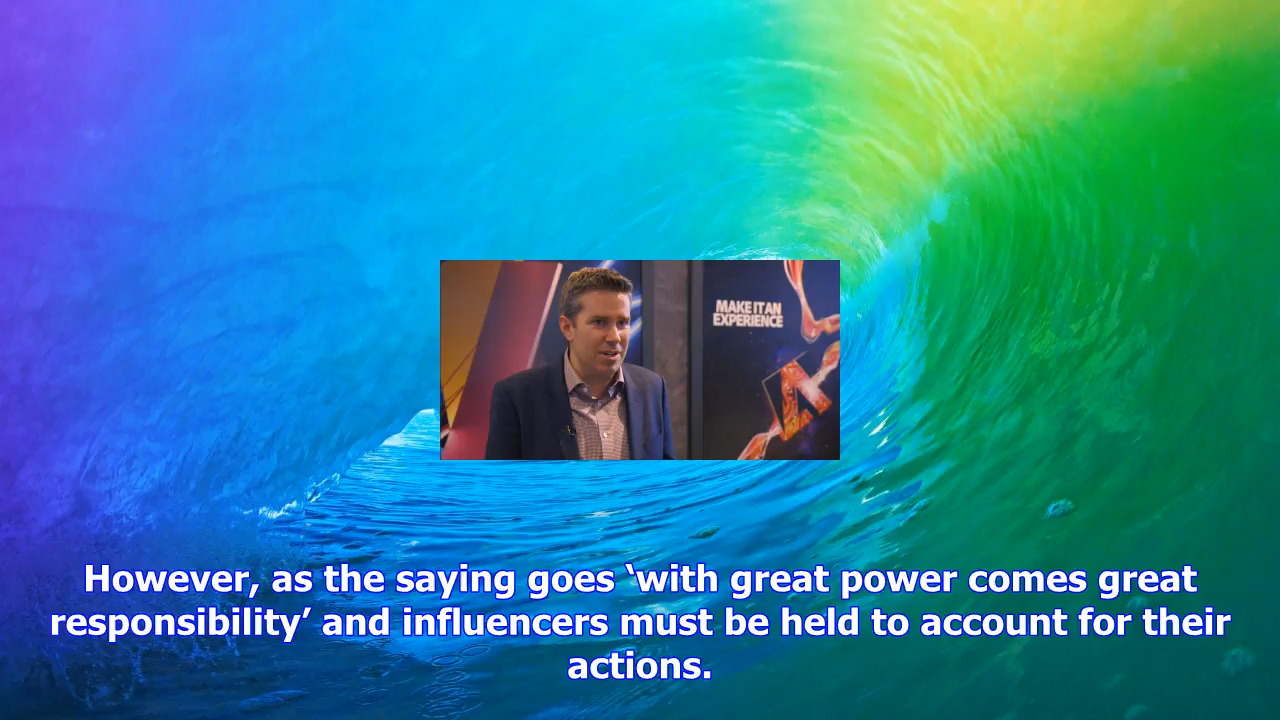 MAKE IT AN
EXPERIENCE
However, as the saying goes ‘with great power comes great
responsibility’ and influencers must be held to account for their
actions.